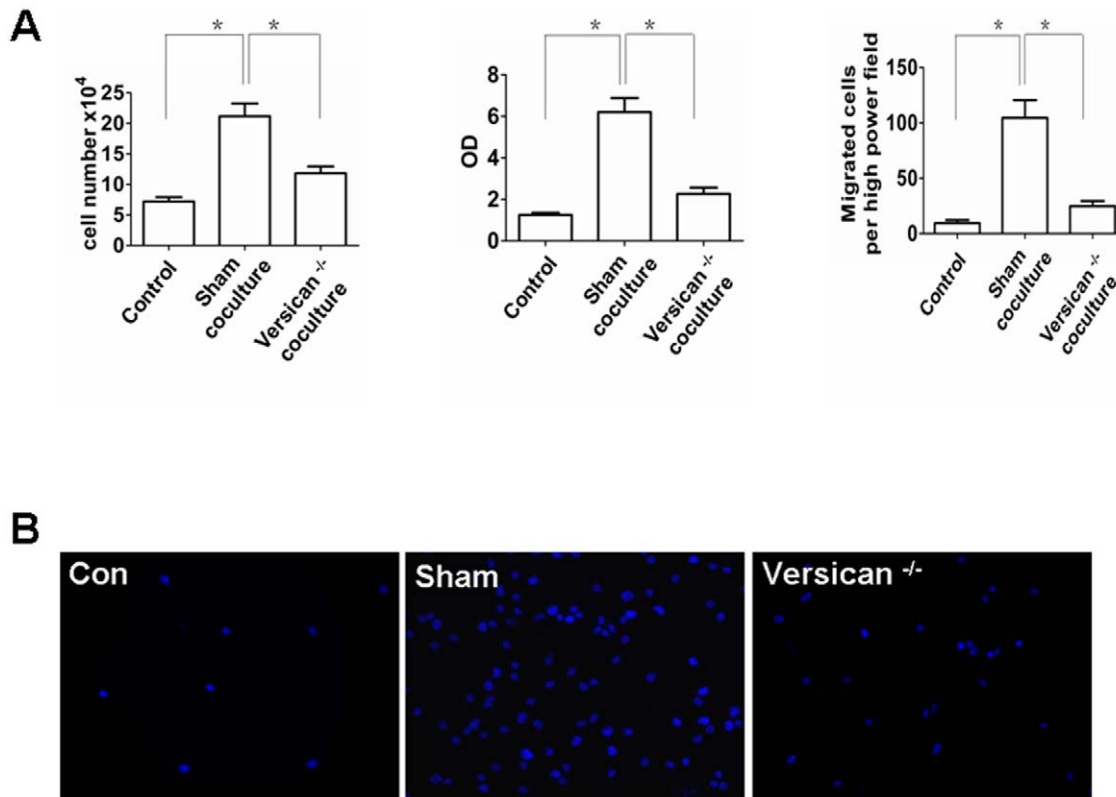 A
* *
cell number x10⁴
25
20
15
10
5
0
Control
Sham
coculture
Versican -/-
coculture
* *
OD
8
6
4
2
0
Control
Sham
coculture
Versican -/-
coculture
* *
Migrated cells
per high power field
150
100
50
0
Control
Sham
coculture
Versican -/-
coculture
B
Con
Sham
Versican -/-